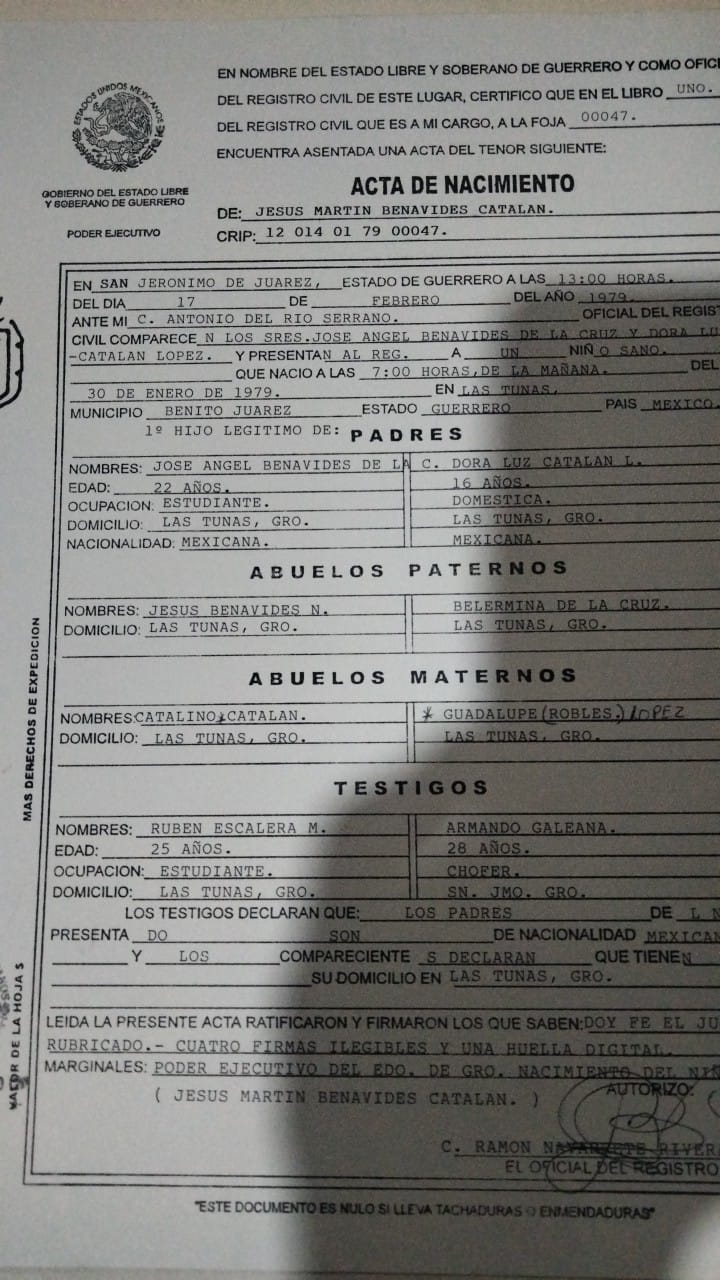 ESTADOS UNIDOS MEXICANOS
GOBIERNO DEL ESTADO LIBRE
Y SOBERANO DE GUERRERO
PODER EJECUTIVO
EN NOMBRE DEL ESTADO LIBRE Y SOBERANO DE GUERRERO Y COMO OFICI
DEL REGISTRO CIVIL DE ESTE LUGAR, CERTIFICO QUE EN EL LIBRO UNO.
DEL REGISTRO CIVIL QUE ES A MI CARGO, A LA FOJA 00047.
ENCUENTRA ASENTADA UNA ACTA DEL TENOR SIGUIENTE:
ACTA DE NACIMIENTO
DE: JESUS MARTIN BENAVIDES CATALAN.
CRIP: 12 014 01 79 00047.
EN SAN JERONIMO DE JUAREZ, ESTADO DE GUERRERO A LAS 13:00 HORAS.
DEL DIA 17 DE FEBRERO DEL AÑO 1979.
ANTE MI C. ANTONIO DEL RIO SERRANO. OFICIAL DEL REGIST
CIVIL COMPARECE N LOS SRES.JOSE ANGEL BENAVIDES DE LA CRUZ Y DORA LU
-CATALAN LOPEZ. Y PRESENTAN AL REG. A UN NIÑ O SANO.
QUE NACIO A LAS 7:00 HORAS,DE LA MAÑANA. DEL
30 DE ENERO DE 1979. EN LAS TUNAS,
MUNICIPIO BENITO JUAREZ ESTADO GUERRERO PAIS MEXICO.
1º HIJO LEGITIMO DE: PADRES
NOMBRES: JOSE ANGEL BENAVIDES DE LA C. DORA LUZ CATALAN L.
EDAD: 22 AÑOS. 16 AÑOS.
OCUPACION: ESTUDIANTE. DOMESTICA.
DOMICILIO: LAS TUNAS, GRO. LAS TUNAS, GRO.
NACIONALIDAD: MEXICANA. MEXICANA.
ABUELOS PATERNOS
NOMBRES: JESUS BENAVIDES N. BELERMINA DE LA CRUZ.
DOMICILIO: LAS TUNAS, GRO. LAS TUNAS, GRO.
ABUELOS MATERNOS
NOMBRES:CATALINO CATALAN. * GUADALUPE (ROBLES.) LOPEZ
DOMICILIO: LAS TUNAS, GRO. LAS TUNAS, GRO.
TESTIGOS
NOMBRES: RUBEN ESCALERA M. ARMANDO GALEANA.
EDAD: 25 AÑOS. 28 AÑOS.
OCUPACION: ESTUDIANTE. CHOFER.
DOMICILIO: LAS TUNAS, GRO. SN. JMO. GRO.
LOS TESTIGOS DECLARAN QUE: LOS PADRES DE L N
PRESENTA DO SON DE NACIONALIDAD MEXICAN
Y LOS COMPARECIENTE S DECLARAN QUE TIENEN
SU DOMICILIO EN LAS TUNAS, GRO.
LEIDA LA PRESENTE ACTA RATIFICARON Y FIRMARON LOS QUE SABEN:DOY FE EL JU
RUBRICADO.- CUATRO FIRMAS ILEGIBLES Y UNA HUELLA DIGITAL.
MARGINALES: PODER EJECUTIVO DEL EDO. DE GRO. NACIMIENTO DEL NIÑ
( JESUS MARTIN BENAVIDES CATALAN. ) AUTORIZO:
C. RAMON NAVARRETE RIVERA
EL OFICIAL DEL REGISTRO
"ESTE DOCUMENTO ES NULO SI LLEVA TACHADURAS O ENMENDADURAS"
MAS DERECHOS DE EXPEDICION
VALOR DE LA HOJA $